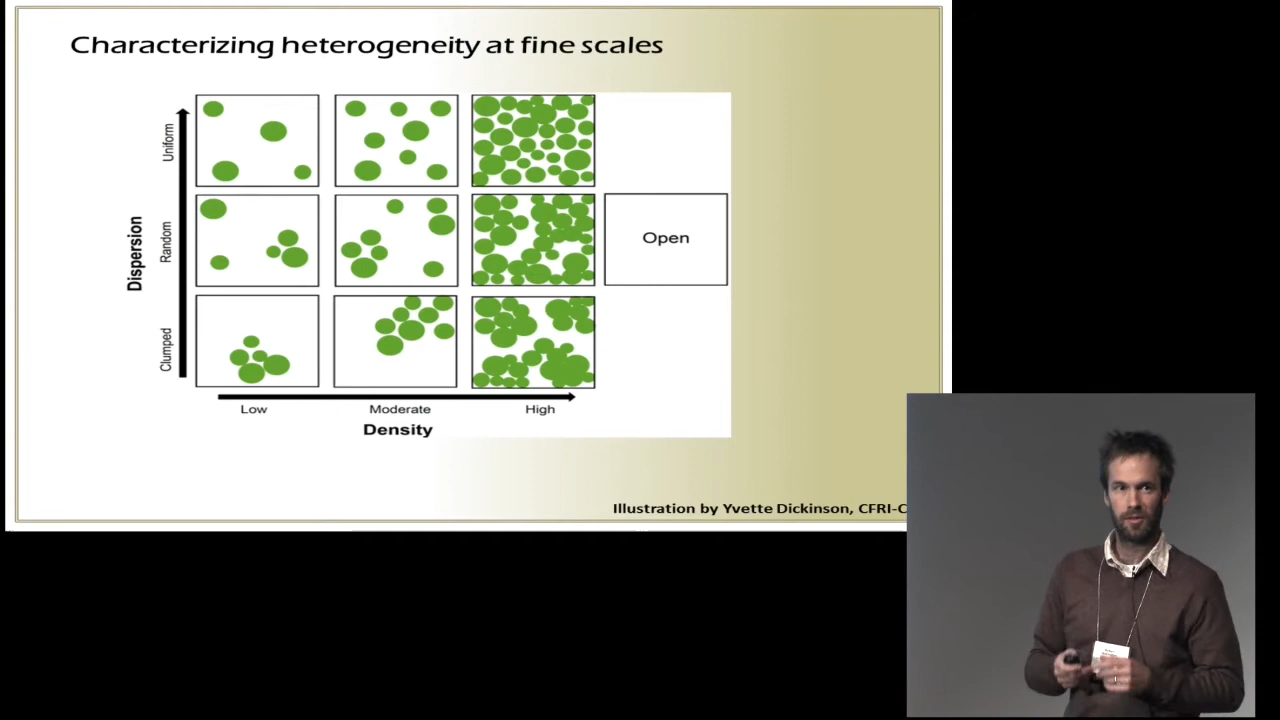 Characterizing heterogeneity at fine scales
Dispersion
Uniform
Random
Clumped
Open
Low
Moderate
High
Density
Illustration by Yvette Dickinson, CFRI-C